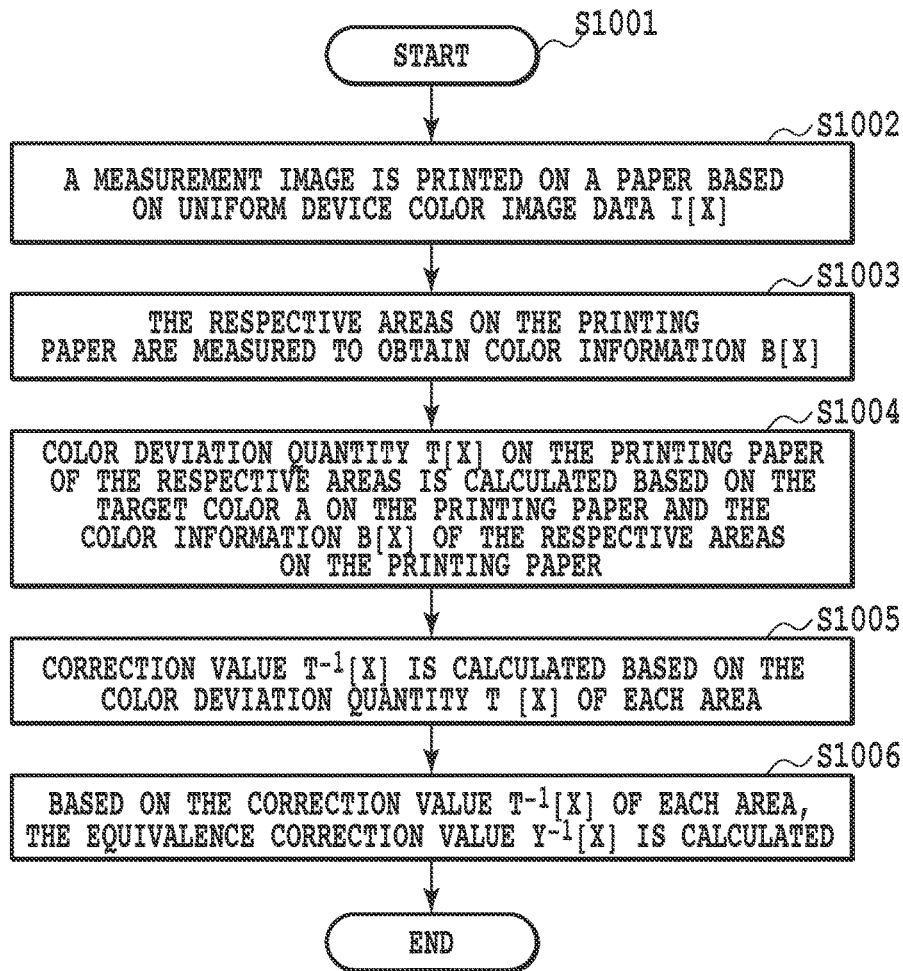 S1001
START
S1002
A MEASUREMENT IMAGE IS PRINTED ON A PAPER BASED
ON UNIFORM DEVICE COLOR IMAGE DATA I[X]
S1003
THE RESPECTIVE AREAS ON THE PRINTING
PAPER ARE MEASURED TO OBTAIN COLOR INFORMATION B[X]
S1004
COLOR DEVIATION QUANTITY T[X] ON THE PRINTING PAPER
OF THE RESPECTIVE AREAS IS CALCULATED BASED ON THE
TARGET COLOR A ON THE PRINTING PAPER AND THE
COLOR INFORMATION B[X] OF THE RESPECTIVE AREAS
ON THE PRINTING PAPER
S1005
CORRECTION VALUE T⁻¹[X] IS CALCULATED BASED ON THE
COLOR DEVIATION QUANTITY T [X] OF EACH AREA
S1006
BASED ON THE CORRECTION VALUE T⁻¹[X] OF EACH AREA,
THE EQUIVALENCE CORRECTION VALUE Y⁻¹[X] IS CALCULATED
END